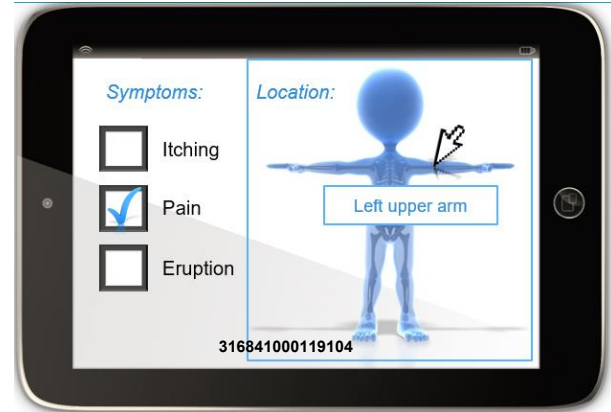 Symptoms:
Itching
Pain
Eruption
Location:
Left upper arm
316841000119104